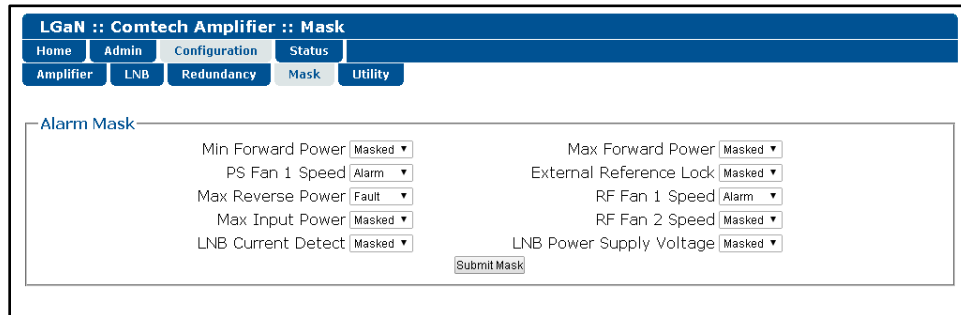 LGaN :: Comtech Amplifier :: Mask
Home Admin Configuration Status
Amplifier LNB Redundancy Mask Utility
Alarm Mask
Min Forward Power Masked Max Forward Power Masked
PS Fan 1 Speed Alarm External Reference Lock Masked
Max Reverse Power Fault RF Fan 1 Speed Alarm
Max Input Power Masked RF Fan 2 Speed Masked
LNB Current Detect Masked LNB Power Supply Voltage Masked
Submit Mask